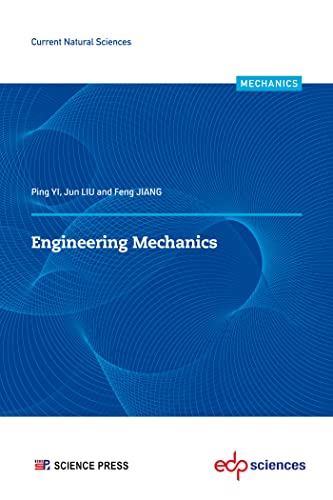 Current Natural Sciences
MECHANICS
Ping YI, Jun LIU and Feng JIANG
Engineering Mechanics
SCIENCE PRESS
edp sciences